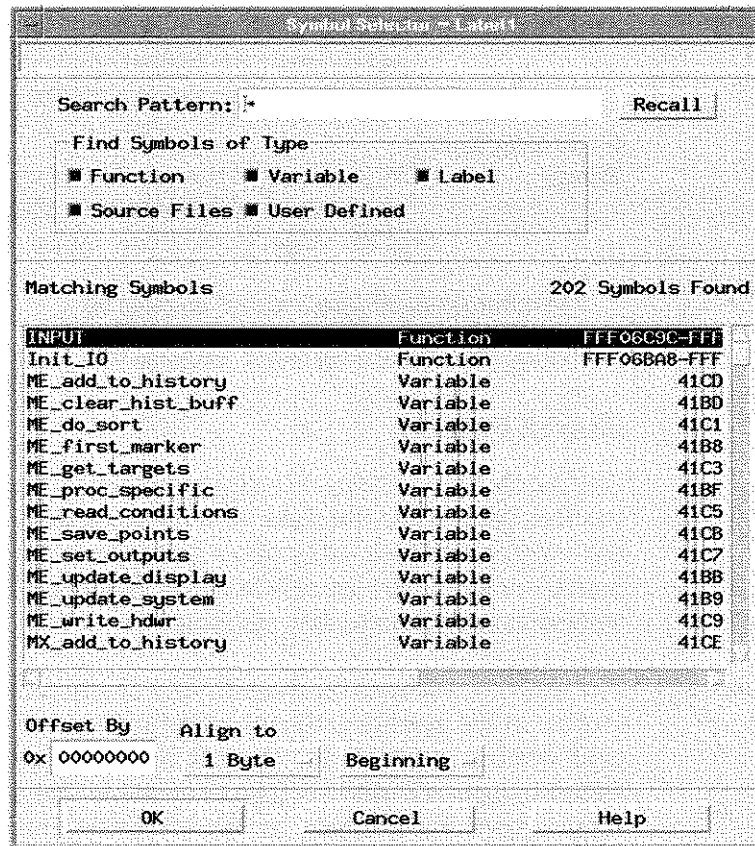 Symbol Selector - Label1
Search Pattern: *
Recall
Find Symbols of Type
Function Variable Label
Source Files User Defined
Matching Symbols 202 Symbols Found
INPUT Function FFF06C9C-FFF
Init_IO Function FFF06BA8-FFF
ME_add_to_history Variable 41CD
ME_clear_hist_buff Variable 41BD
ME_do_sort Variable 41C1
ME_first_marker Variable 41B8
ME_get_targets Variable 41C3
ME_proc_specific Variable 41BF
ME_read_conditions Variable 41C5
ME_save_points Variable 41CB
ME_set_outputs Variable 41C7
ME_update_display Variable 41BB
ME_update_system Variable 41B9
ME_write_hdwr Variable 41C9
MX_add_to_history Variable 41CE
Offset By Align to
0x 00000000 1 Byte Beginning
OK Cancel Help